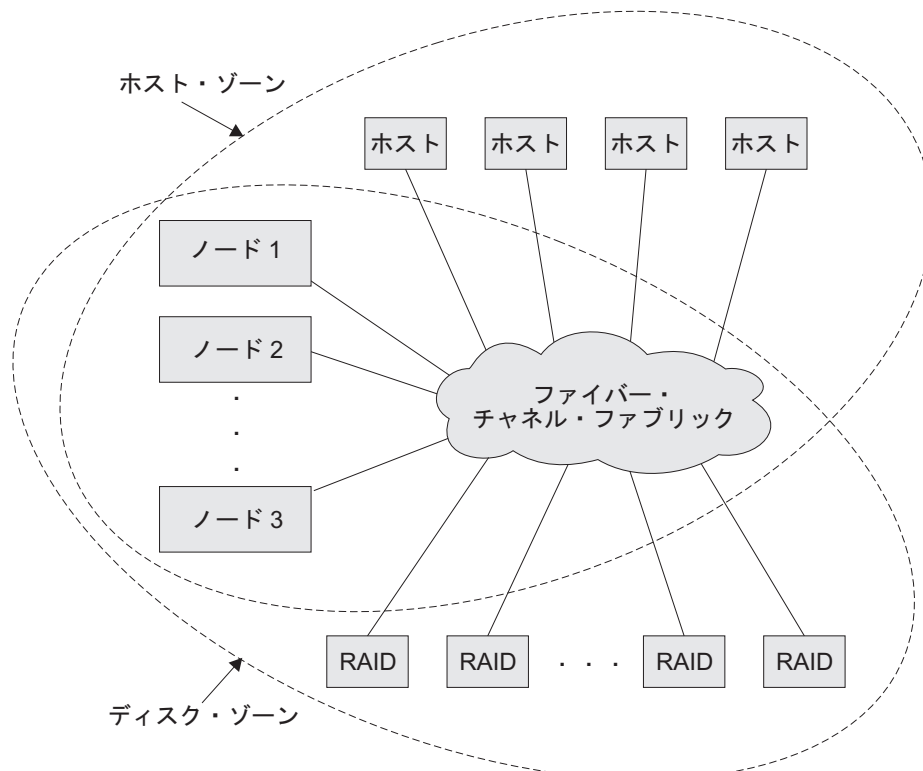 ホスト・ゾーン
ホスト
ホスト
ホスト
ホスト
ノード 1
ノード 2
・
・
・
ノード 3
ファイバー・
チャネル・ファブリック
RAID
RAID
・・・
RAID
RAID
ディスク・ゾーン